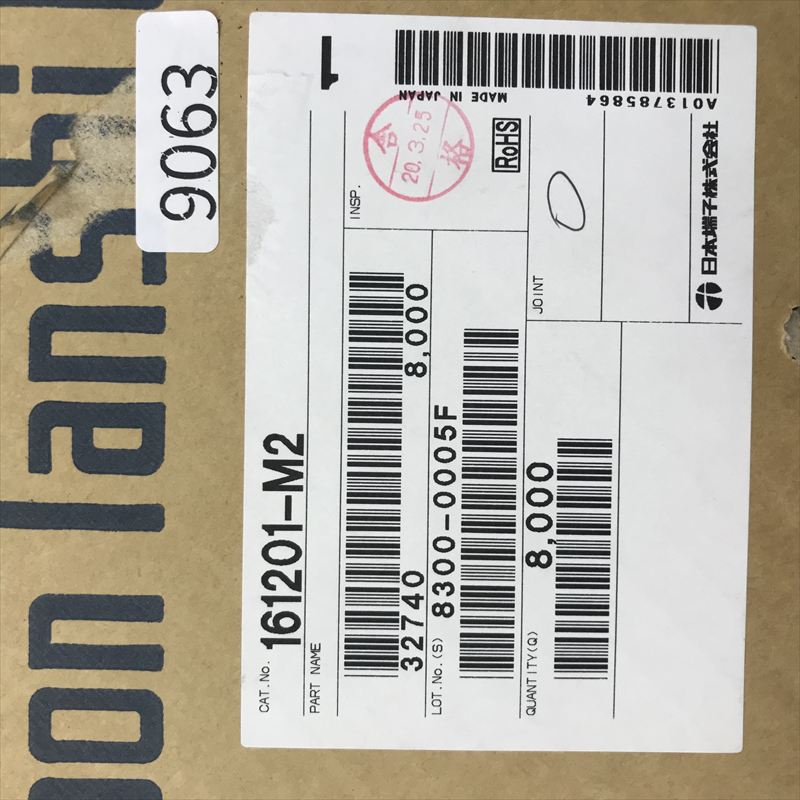 9063
CAT.No. 161201-M2
PART NAME
32740 8,000
INSP.
合格
20.3.25
LOT.No.(S) 8300-0005F
RoHS
QUANTITY(Q) 8,000
JOINT
MADE IN JAPAN
A013785864
日本端子株式会社